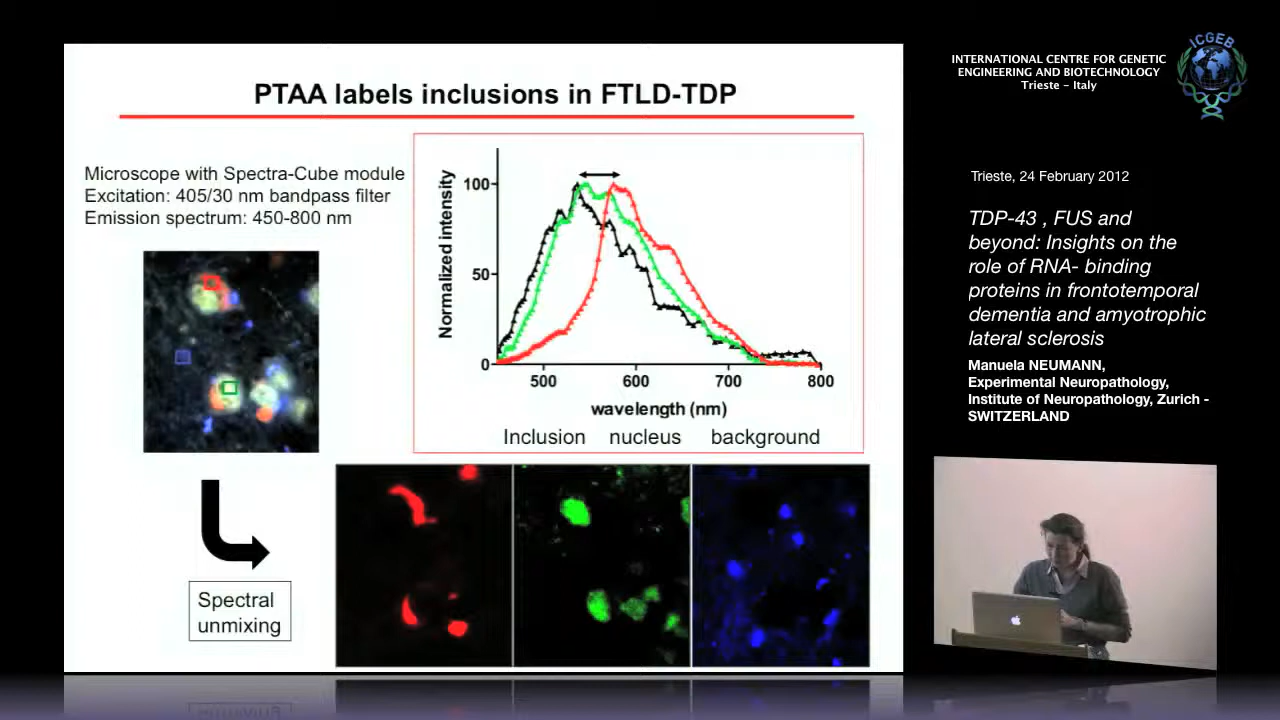 PTAA labels inclusions in FTLD-TDP
Microscope with Spectra-Cube module
Excitation: 405/30 nm bandpass filter
Emission spectrum: 450-800 nm
Normalized intensity
100
50
0
500
600
700
800
wavelength (nm)
Inclusion nucleus background
Spectral
unmixing
INTERNATIONAL CENTRE FOR GENETIC
ENGINEERING AND BIOTECHNOLOGY
Trieste - Italy
ICGEB
Trieste, 24 February 2012
TDP-43 , FUS and
beyond: Insights on the
role of RNA- binding
proteins in frontotemporal
dementia and amyotrophic
lateral sclerosis
Manuela NEUMANN,
Experimental Neuropathology,
Institute of Neuropathology, Zurich -
SWITZERLAND